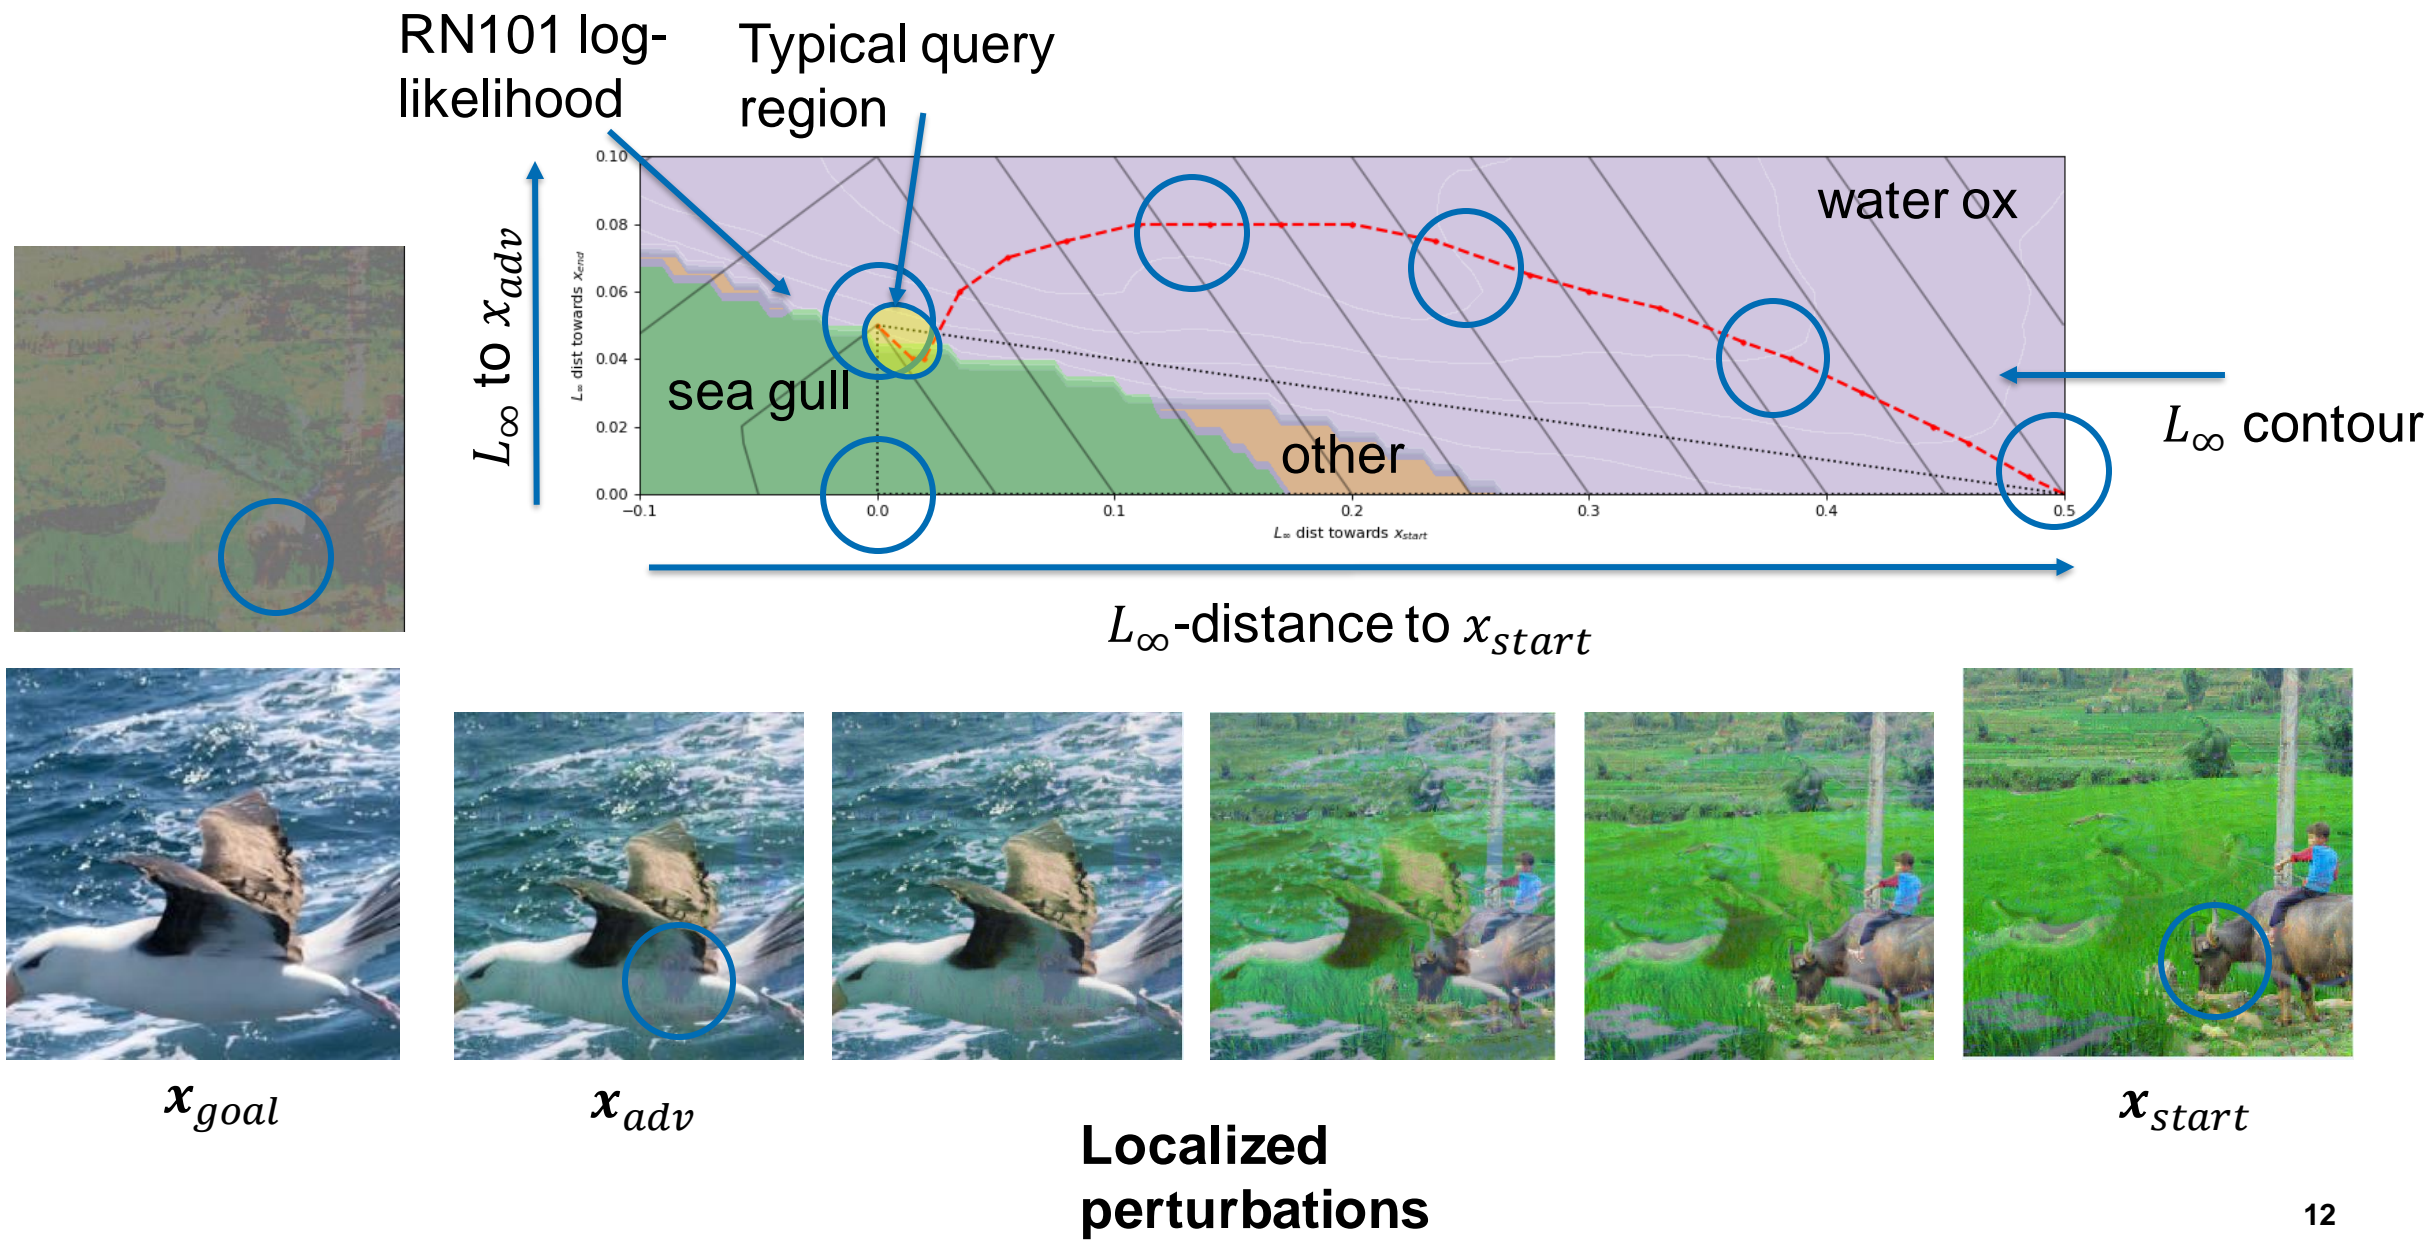 RN101 log-
likelihood
Typical query
region
0.10
0.08
0.06
0.04
0.02
0.00
L∞ dist towards x_end
L∞ to x_adv
water ox
sea gull
other
L∞ contour
−0.1
0.0
0.1
0.2
0.3
0.4
0.5
L∞ dist towards x_start
L∞-distance to x_start
x_goal
x_adv
x_start
Localized
perturbations
12